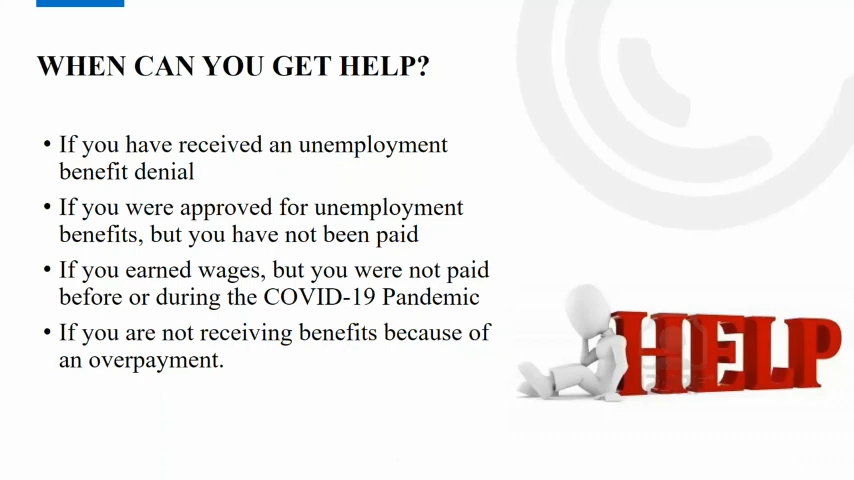 WHEN CAN YOU GET HELP?
• If you have received an unemployment
benefit denial
• If you were approved for unemployment
benefits, but you have not been paid
• If you earned wages, but you were not paid
before or during the COVID-19 Pandemic
• If you are not receiving benefits because of
an overpayment.
HELP